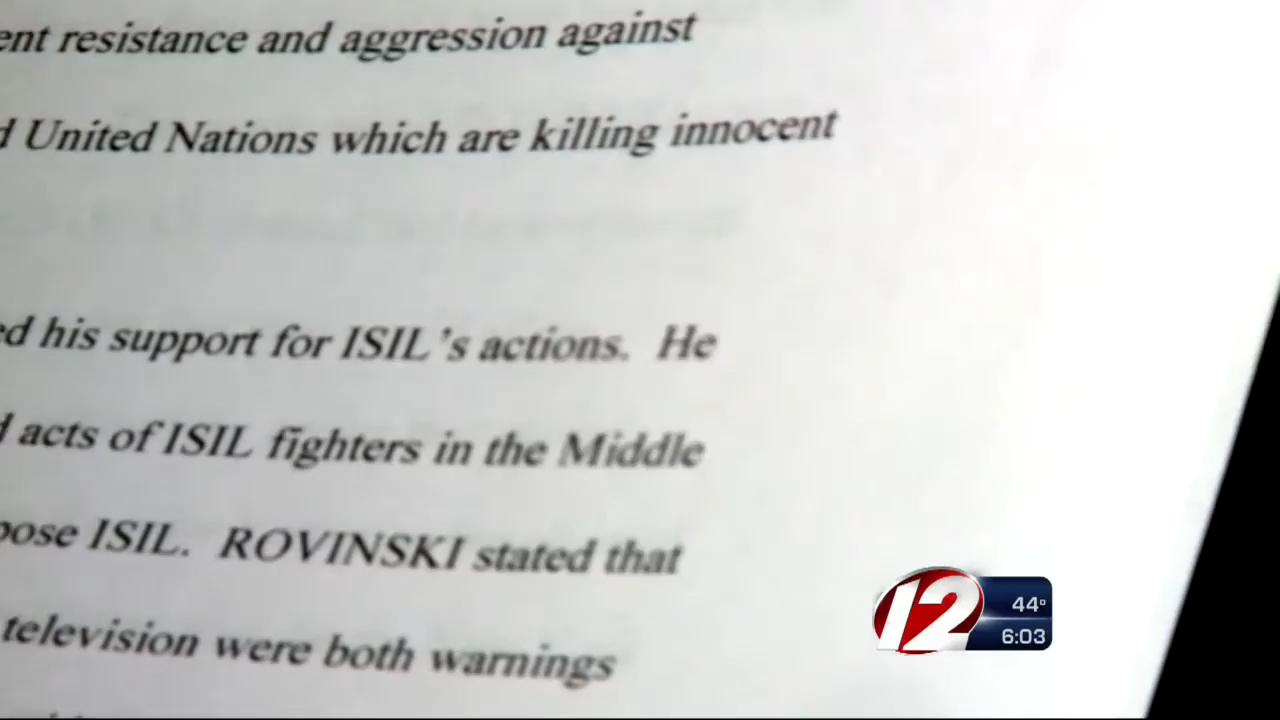 ent resistance and aggression against
d United Nations which are killing innocent
ed his support for ISIL's actions. He
d acts of ISIL fighters in the Middle
pose ISIL. ROVINSKI stated that
television were both warnings
12
44°
6:03